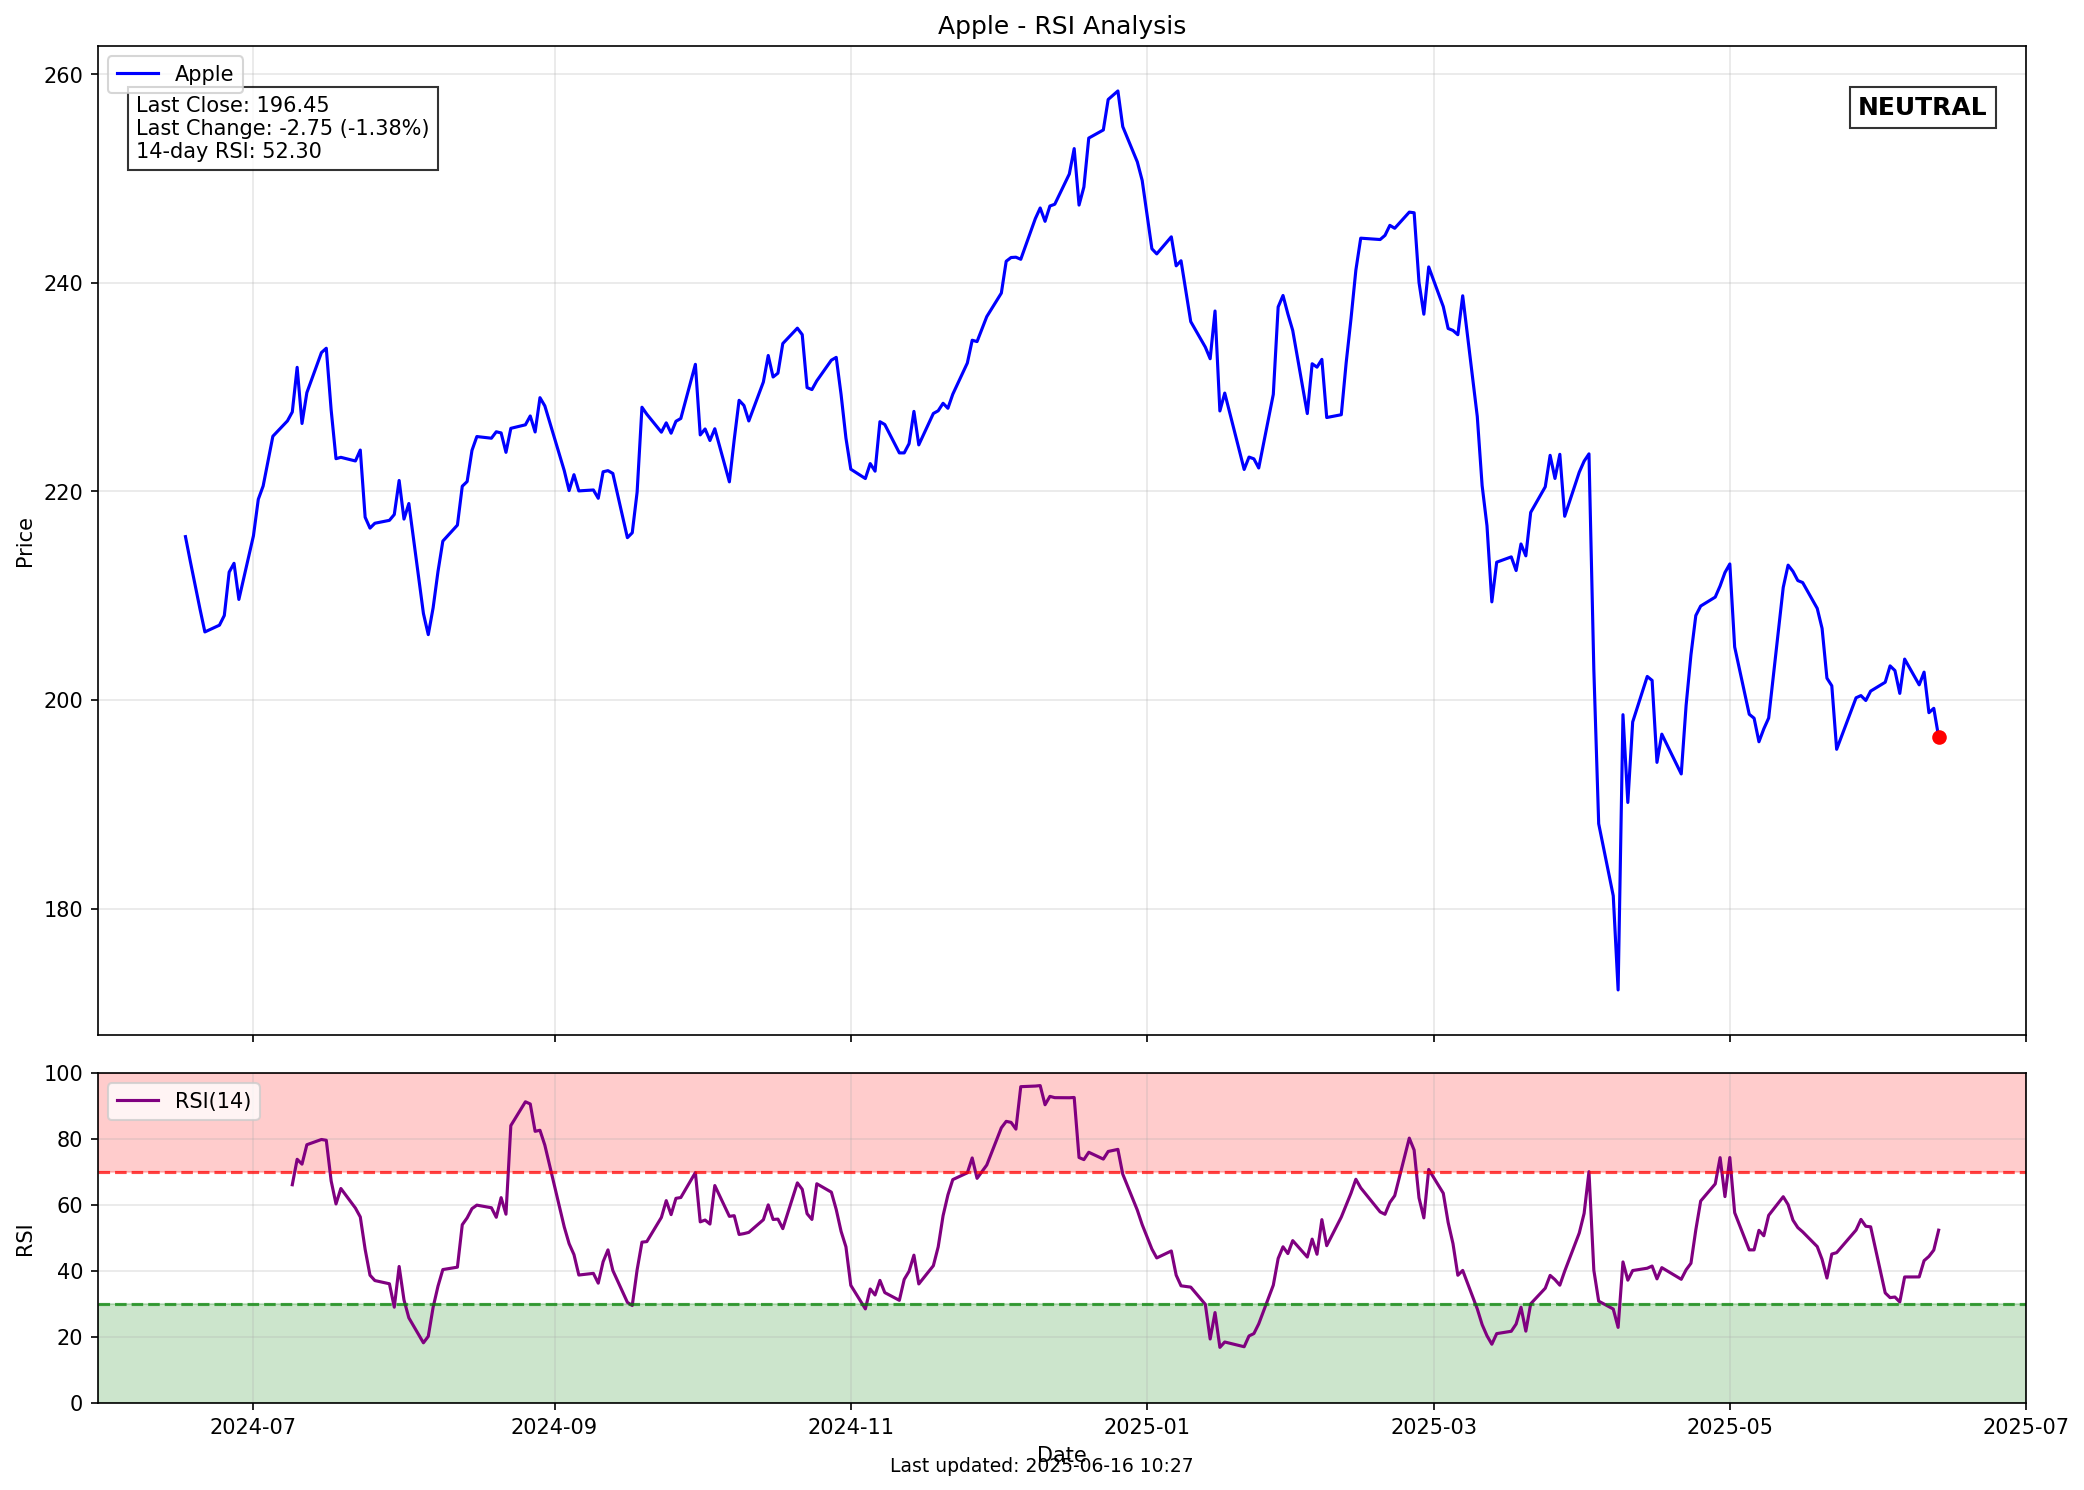 Apple - RSI Analysis
Apple
Last Close: 196.45
Last Change: -2.75 (-1.38%)
14-day RSI: 52.30
NEUTRAL
260
240
220
200
180
Price
RSI(14)
100
80
60
40
20
0
RSI
2024-07
2024-09
2024-11
2025-01
2025-03
2025-05
2025-07
Date
Last updated: 2025-06-16 10:27